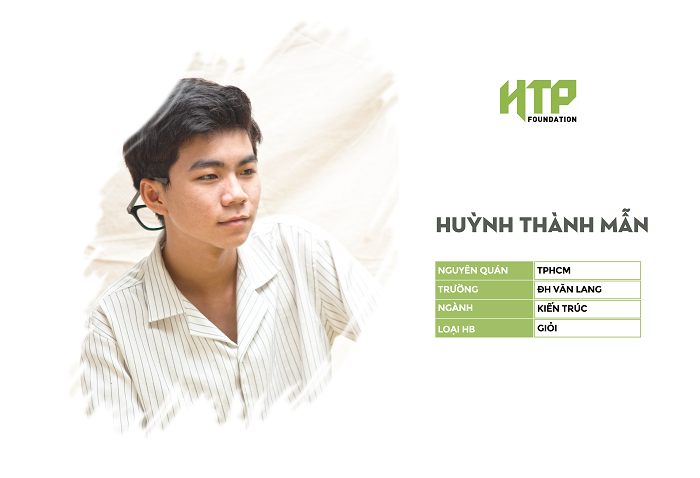 HTP
FOUNDATION
HUỲNH THÀNH MẪN
NGUYÊN QUÁN TPHCM
TRƯỜNG ĐH VĂN LANG
NGÀNH KIẾN TRÚC
LOẠI HB GIỎI